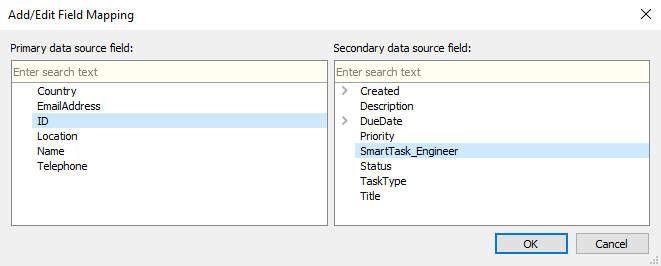 Add/Edit Field Mapping
Primary data source field:
Enter search text
Country
EmailAddress
ID
Location
Name
Telephone
Secondary data source field:
Enter search text
Created
Description
DueDate
Priority
SmartTask_Engineer
Status
TaskType
Title
OK
Cancel